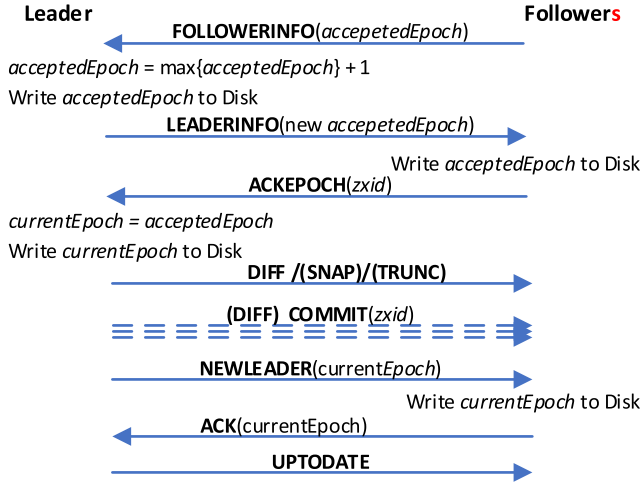 Leader Followers
FOLLOWERINFO(accepetedEpoch)
acceptedEpoch = max{acceptedEpoch} + 1
Write acceptedEpoch to Disk
LEADERINFO(new accepetedEpoch)
Write acceptedEpoch to Disk
ACKEPOCH(zxid)
currentEpoch = acceptedEpoch
Write currentEpoch to Disk
DIFF /(SNAP)/(TRUNC)
(DIFF) COMMIT(zxid)
NEWLEADER(currentEpoch)
Write currentEpoch to Disk
ACK(currentEpoch)
UPTODATE